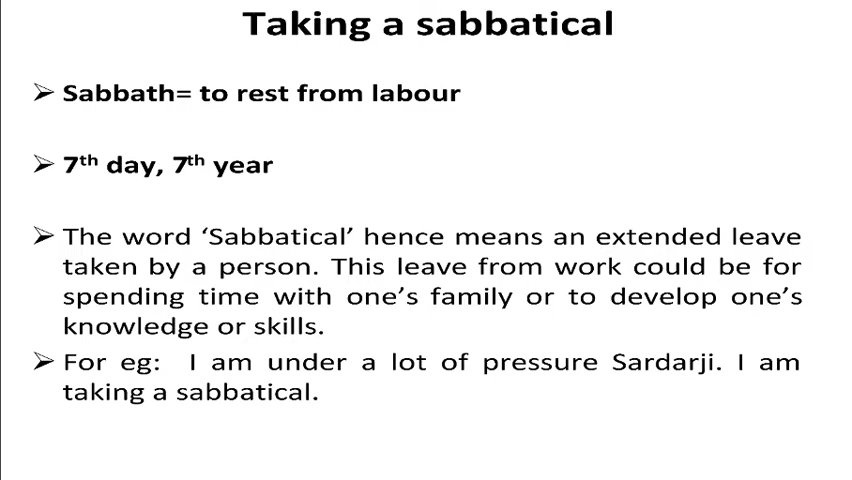 Taking a sabbatical
➢ Sabbath= to rest from labour
➢ 7th day, 7th year
➢ The word ‘Sabbatical’ hence means an extended leave
taken by a person. This leave from work could be for
spending time with one’s family or to develop one’s
knowledge or skills.
➢ For eg: I am under a lot of pressure Sardarji. I am
taking a sabbatical.